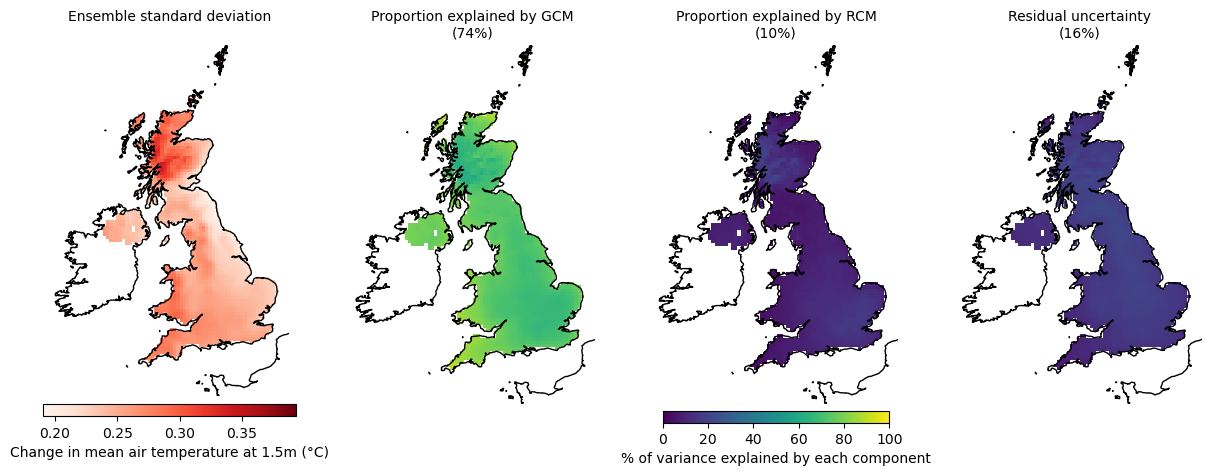 Ensemble standard deviation
Proportion explained by GCM
(74%)
Proportion explained by RCM
(10%)
Residual uncertainty
(16%)
0.20 0.25 0.30 0.35
Change in mean air temperature at 1.5m (°C)
0 20 40 60 80 100
% of variance explained by each component